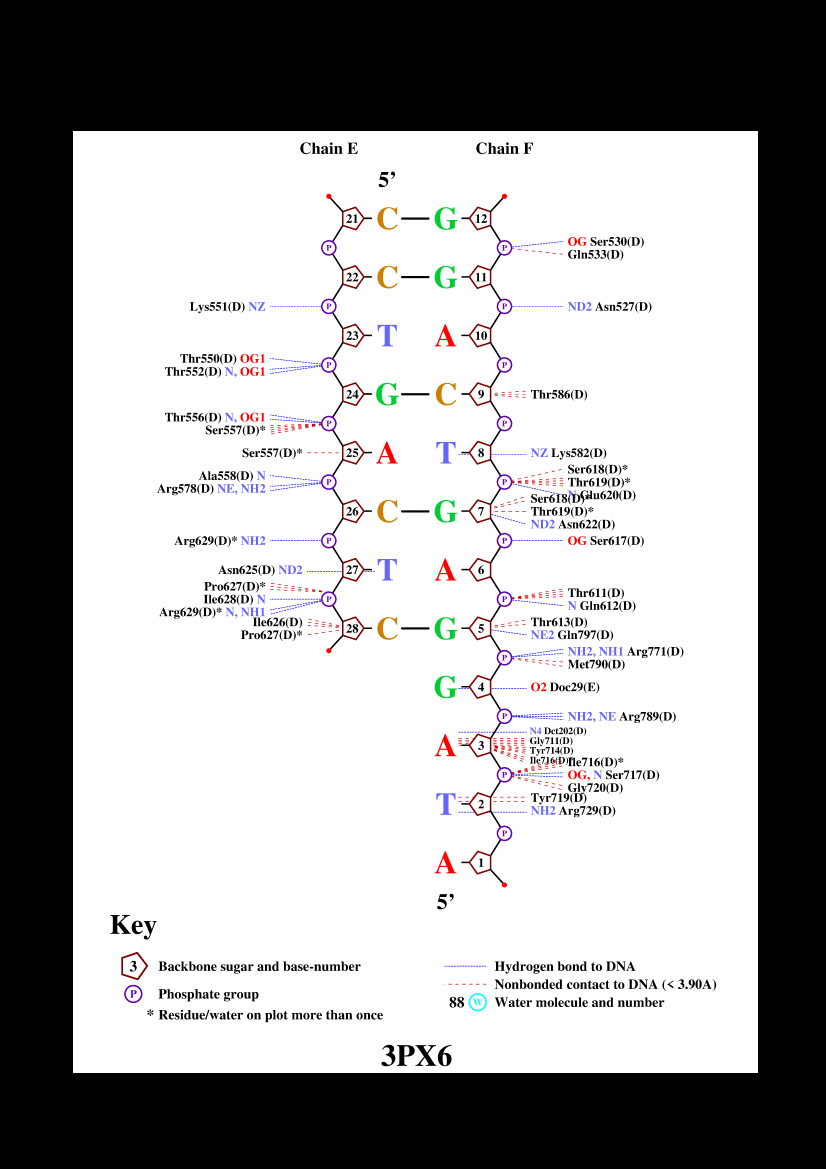 Chain E Chain F
5’
21 C G 12
P P
OG Ser530(D)
Gln533(D)
22 C G 11
Lys551(D) NZ P P ND2 Asn527(D)
23 T A 10
Thr550(D) OG1
Thr552(D) N, OG1
P P
24 G C 9 Thr586(D)
Thr556(D) N, OG1
Ser557(D)*
P P
Ser557(D)* 25 A T 8 NZ Lys582(D)
Ala558(D) N
Arg578(D) NE, NH2
P P
Ser618(D)*
Thr619(D)*
N Glu620(D)
26 C G 7
Ser618(D)*
Thr619(D)*
ND2 Asn622(D)
Arg629(D)* NH2 P P OG Ser617(D)
Asn625(D) ND2 27 T A 6
Pro627(D)*
Ile628(D) N
Arg629(D)* N, NH1
P P
Thr611(D)
N Gln612(D)
Ile626(D)
Pro627(D)*
28 C G 5
Thr613(D)
NE2 Gln797(D)
P
NH2, NH1 Arg771(D)
Met790(D)
G 4 O2 Doc29(E)
P NH2, NE Arg789(D)
A 3
N4 Dct202(D)
Gly711(D)
Tyr714(D)
Ile716(D)*
P
Ile716(D)*
OG, N Ser717(D)
Gly720(D)
T 2
Tyr719(D)
NH2 Arg729(D)
P
A 1
5’
Key
3 Backbone sugar and base-number
P Phosphate group
* Residue/water on plot more than once
Hydrogen bond to DNA
Nonbonded contact to DNA (< 3.90A)
88 W Water molecule and number
3PX6